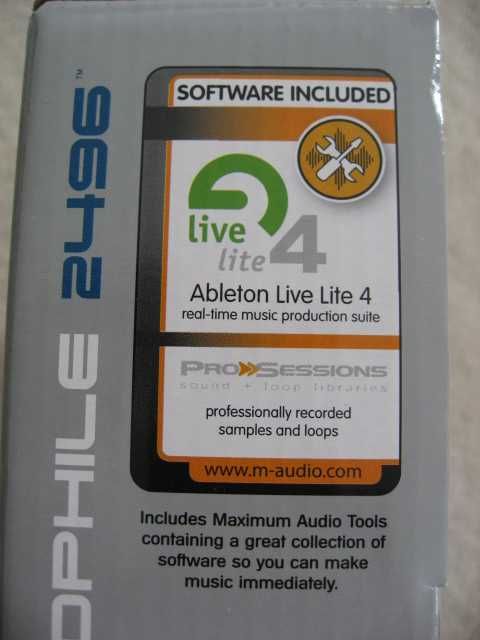 OPHILE 2496™
SOFTWARE INCLUDED
live
lite 4
Ableton Live Lite 4
real-time music production suite
PRO SESSIONS
sound + loop libraries
professionally recorded
samples and loops
www.m-audio.com
Includes Maximum Audio Tools
containing a great collection of
software so you can make
music immediately.